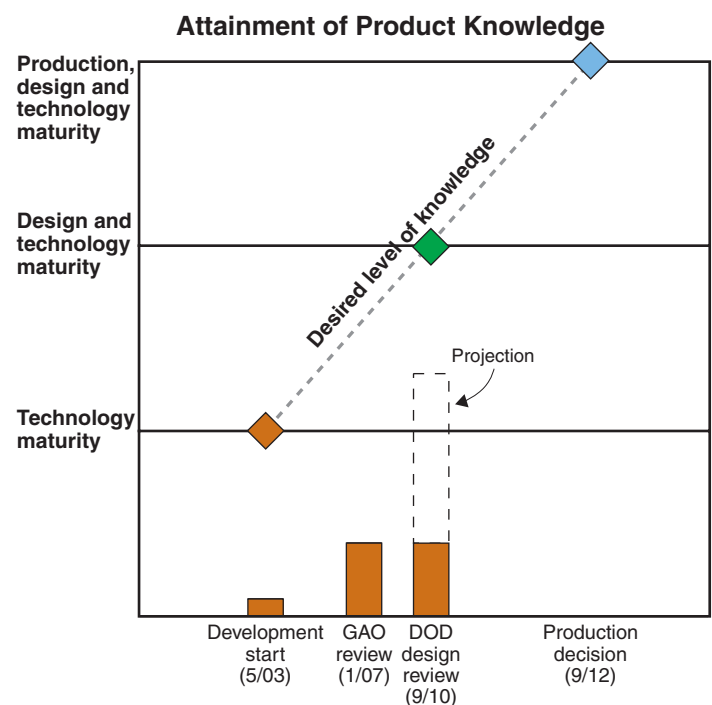 Attainment of Product Knowledge
Production,
design and
technology
maturity
Design and
technology
maturity
Technology
maturity
Desired level of knowledge
Projection
Development
start
(5/03)
GAO
review
(1/07)
DOD
design
review
(9/10)
Production
decision
(9/12)